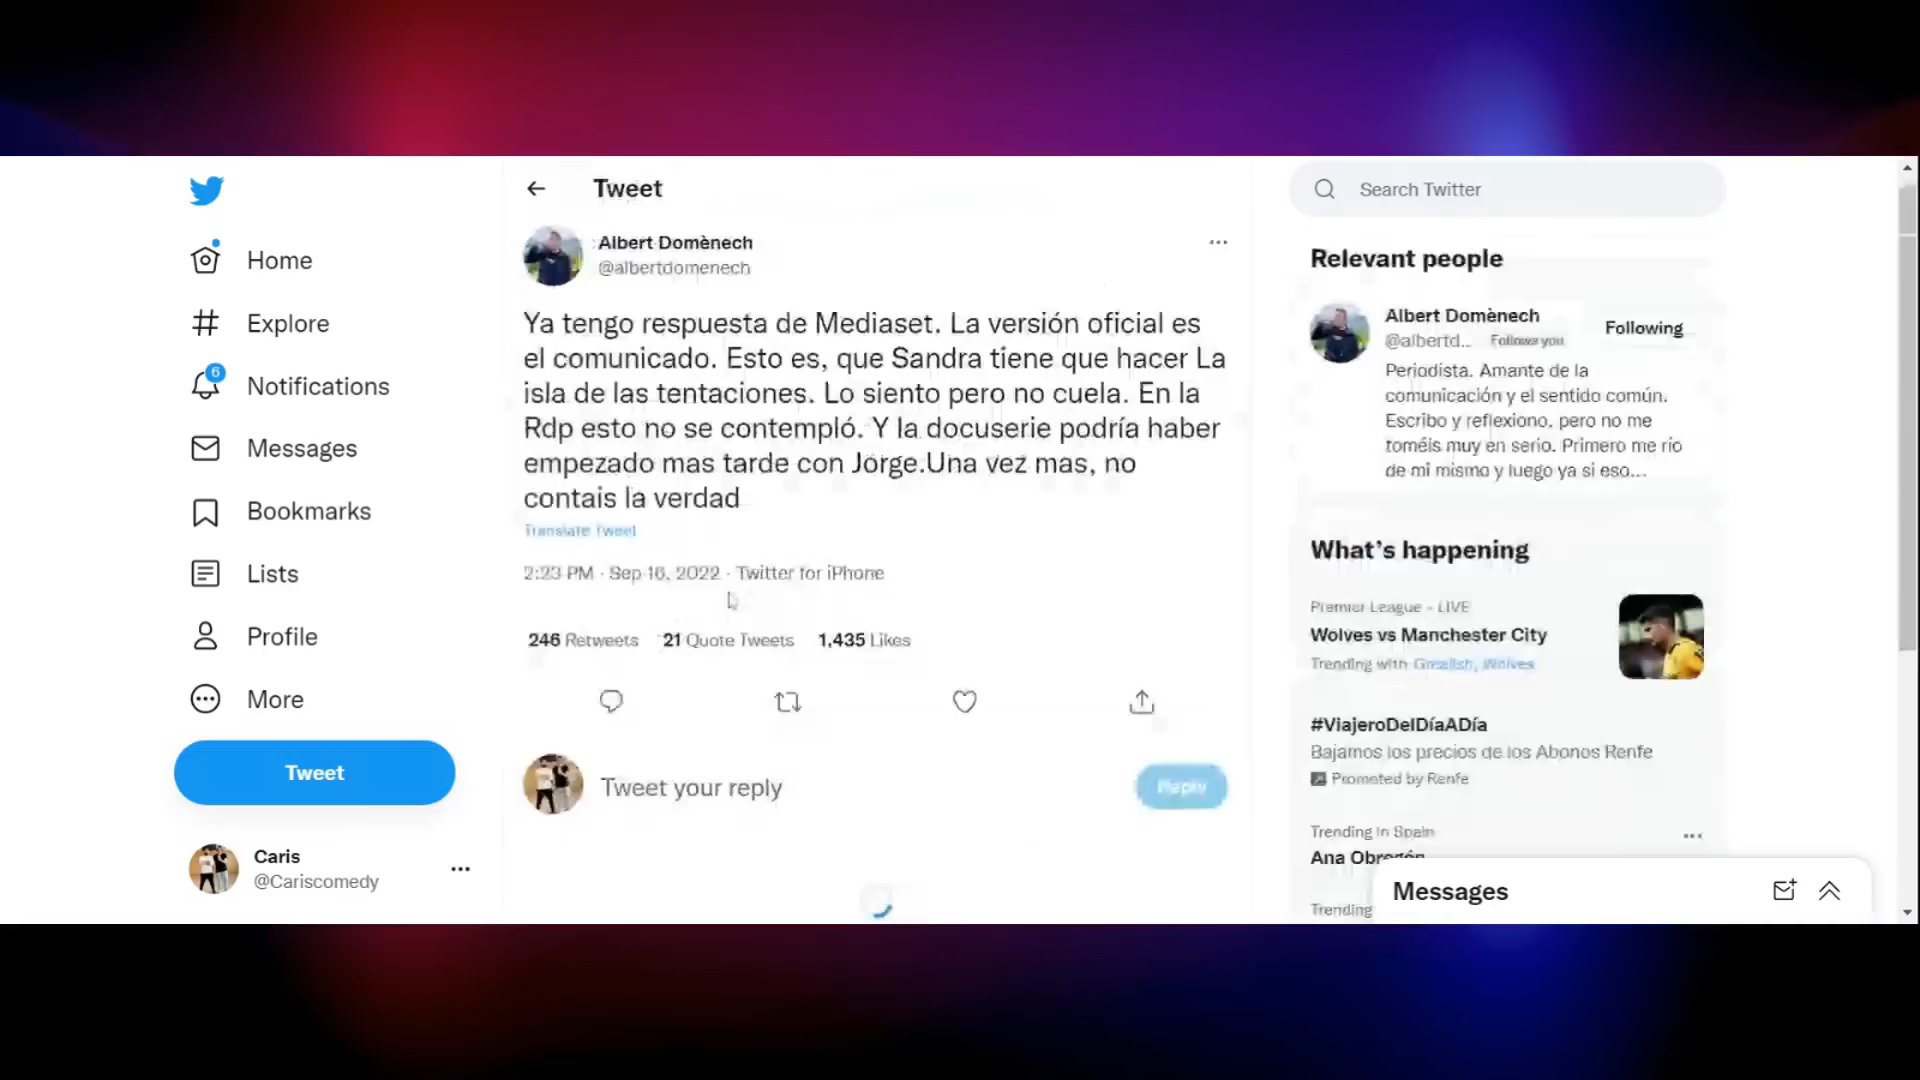 Home
Explore
6
Notifications
Messages
Bookmarks
Lists
Profile
More
Tweet
Caris
@Cariscomedy
Tweet
Albert Domènech
@albertdomenech
Ya tengo respuesta de Mediaset. La versión oficial es
el comunicado. Esto es, que Sandra tiene que hacer La
isla de las tentaciones. Lo siento pero no cuela. En la
Rdp esto no se contempló. Y la docuserie podría haber
empezado mas tarde con Jorge.Una vez mas, no
contais la verdad
Translate Tweet
2:23 PM · Sep 16, 2022 · Twitter for iPhone
246 Retweets 21 Quote Tweets 1,435 Likes
Tweet your reply
Reply
Search Twitter
Relevant people
Albert Domènech
@albertd... Follows you
Following
Periodista. Amante de la
comunicación y el sentido común.
Escribo y reflexiono, pero no me
toméis muy en serio. Primero me río
de mi mismo y luego ya si eso...
What's happening
Premier League - LIVE
Wolves vs Manchester City
Trending with Grealish, Wolves
#ViajeroDelDíaADía
Bajamos los precios de los Abonos Renfe
Promoted by Renfe
Trending in Spain
Ana Obregón
Trending
Messages